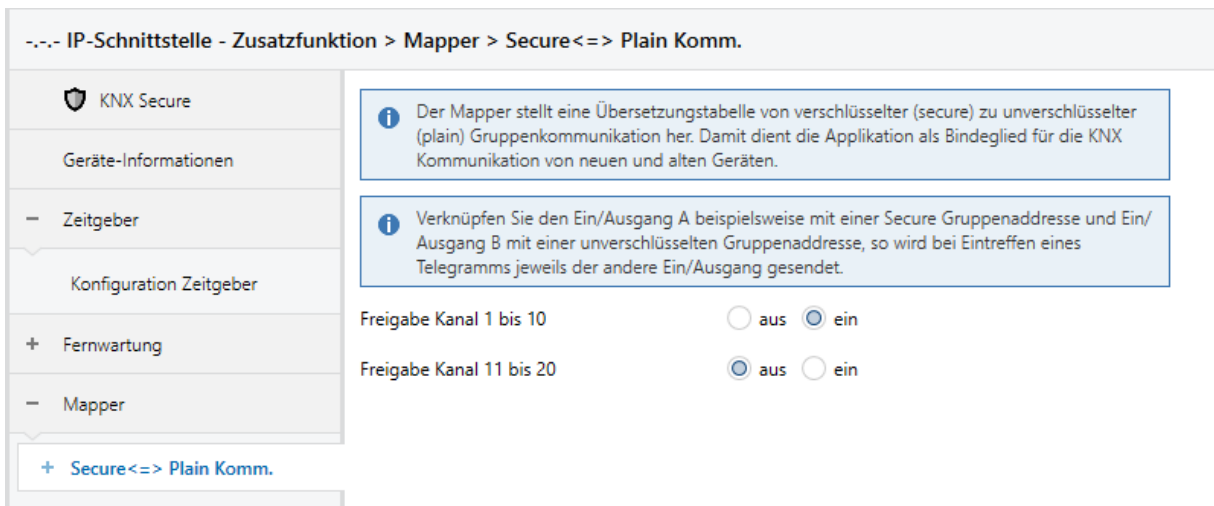 -.-.- IP-Schnittstelle - Zusatzfunktion > Mapper > Secure<=> Plain Komm.
KNX Secure
Geräte-Informationen
− Zeitgeber
Konfiguration Zeitgeber
+ Fernwartung
− Mapper
+ Secure<=> Plain Komm.
Der Mapper stellt eine Übersetzungstabelle von verschlüsselter (secure) zu unverschlüsselter
(plain) Gruppenkommunikation her. Damit dient die Applikation als Bindeglied für die KNX
Kommunikation von neuen und alten Geräten.
Verknüpfen Sie den Ein/Ausgang A beispielsweise mit einer Secure Gruppenaddresse und Ein/
Ausgang B mit einer unverschlüsselten Gruppenaddresse, so wird bei Eintreffen eines
Telegramms jeweils der andere Ein/Ausgang gesendet.
Freigabe Kanal 1 bis 10 aus ein
Freigabe Kanal 11 bis 20 aus ein